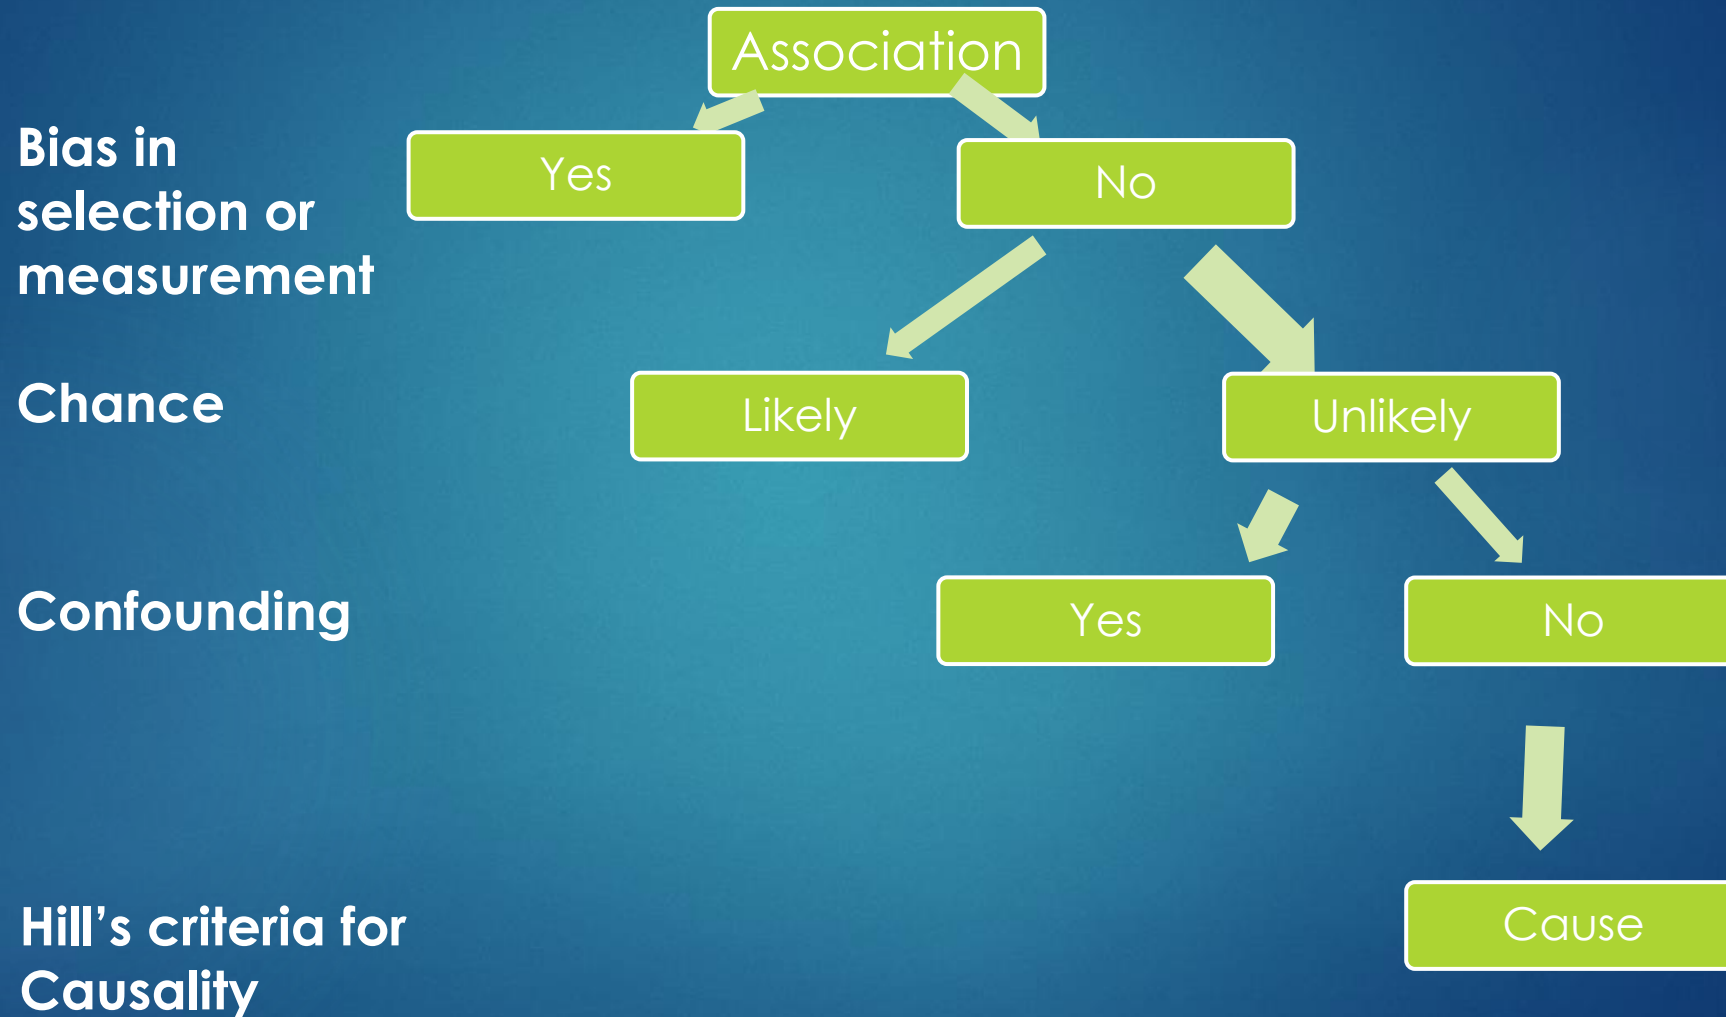 Association
Bias in
selection or
measurement
Yes
No
Chance
Likely
Unlikely
Confounding
Yes
No
Hill’s criteria for
Causality
Cause